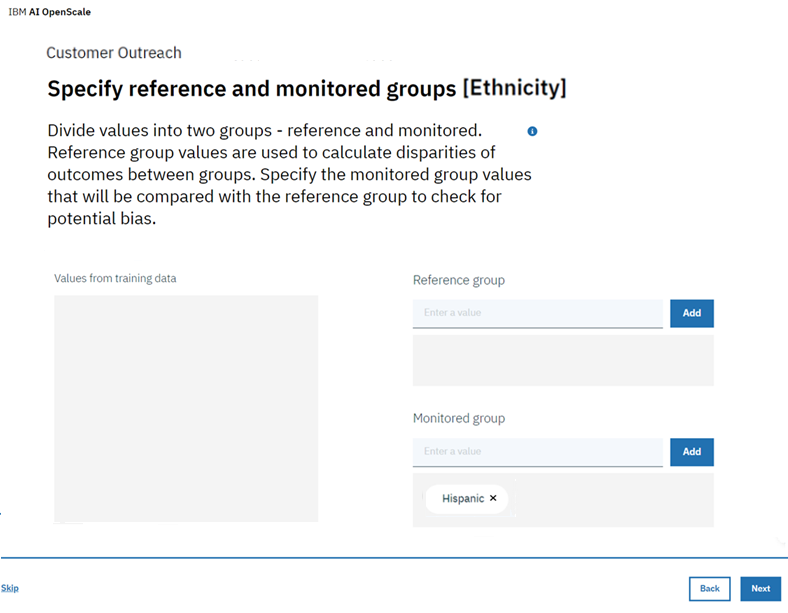 IBM AI OpenScale
Customer Outreach
Specify reference and monitored groups [Ethnicity]
Divide values into two groups - reference and monitored.
Reference group values are used to calculate disparities of
outcomes between groups. Specify the monitored group values
that will be compared with the reference group to check for
potential bias.
Values from training data
Reference group
Enter a value
Add
Monitored group
Enter a value
Add
Hispanic ×
Skip
Back
Next